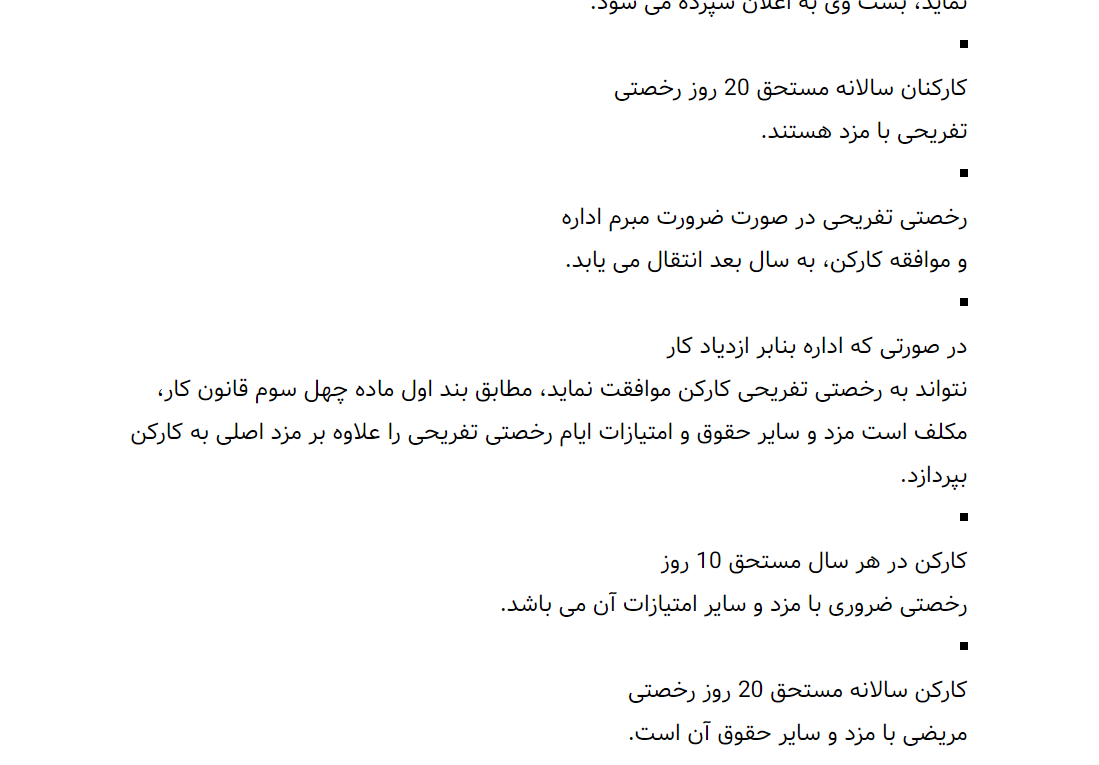 نماید، بست وی به اعلان سپرده می شود.
کارکنان سالانه مستحق 20 روز رخصتی
تفریحی با مزد هستند.
رخصتی تفریحی در صورت ضرورت مبرم اداره
و موافقه کارکن، به سال بعد انتقال می یابد.
در صورتی که اداره بنابر ازدیاد کار
نتواند به رخصتی تفریحی کارکن موافقت نماید، مطابق بند اول ماده چهل سوم قانون کار،
مکلف است مزد و سایر حقوق و امتیازات ایام رخصتی تفریحی را علاوه بر مزد اصلی به کارکن
بپردازد.
کارکن در هر سال مستحق 10 روز
رخصتی ضروری با مزد و سایر امتیازات آن می باشد.
کارکن سالانه مستحق 20 روز رخصتی
مریضی با مزد و سایر حقوق آن است.